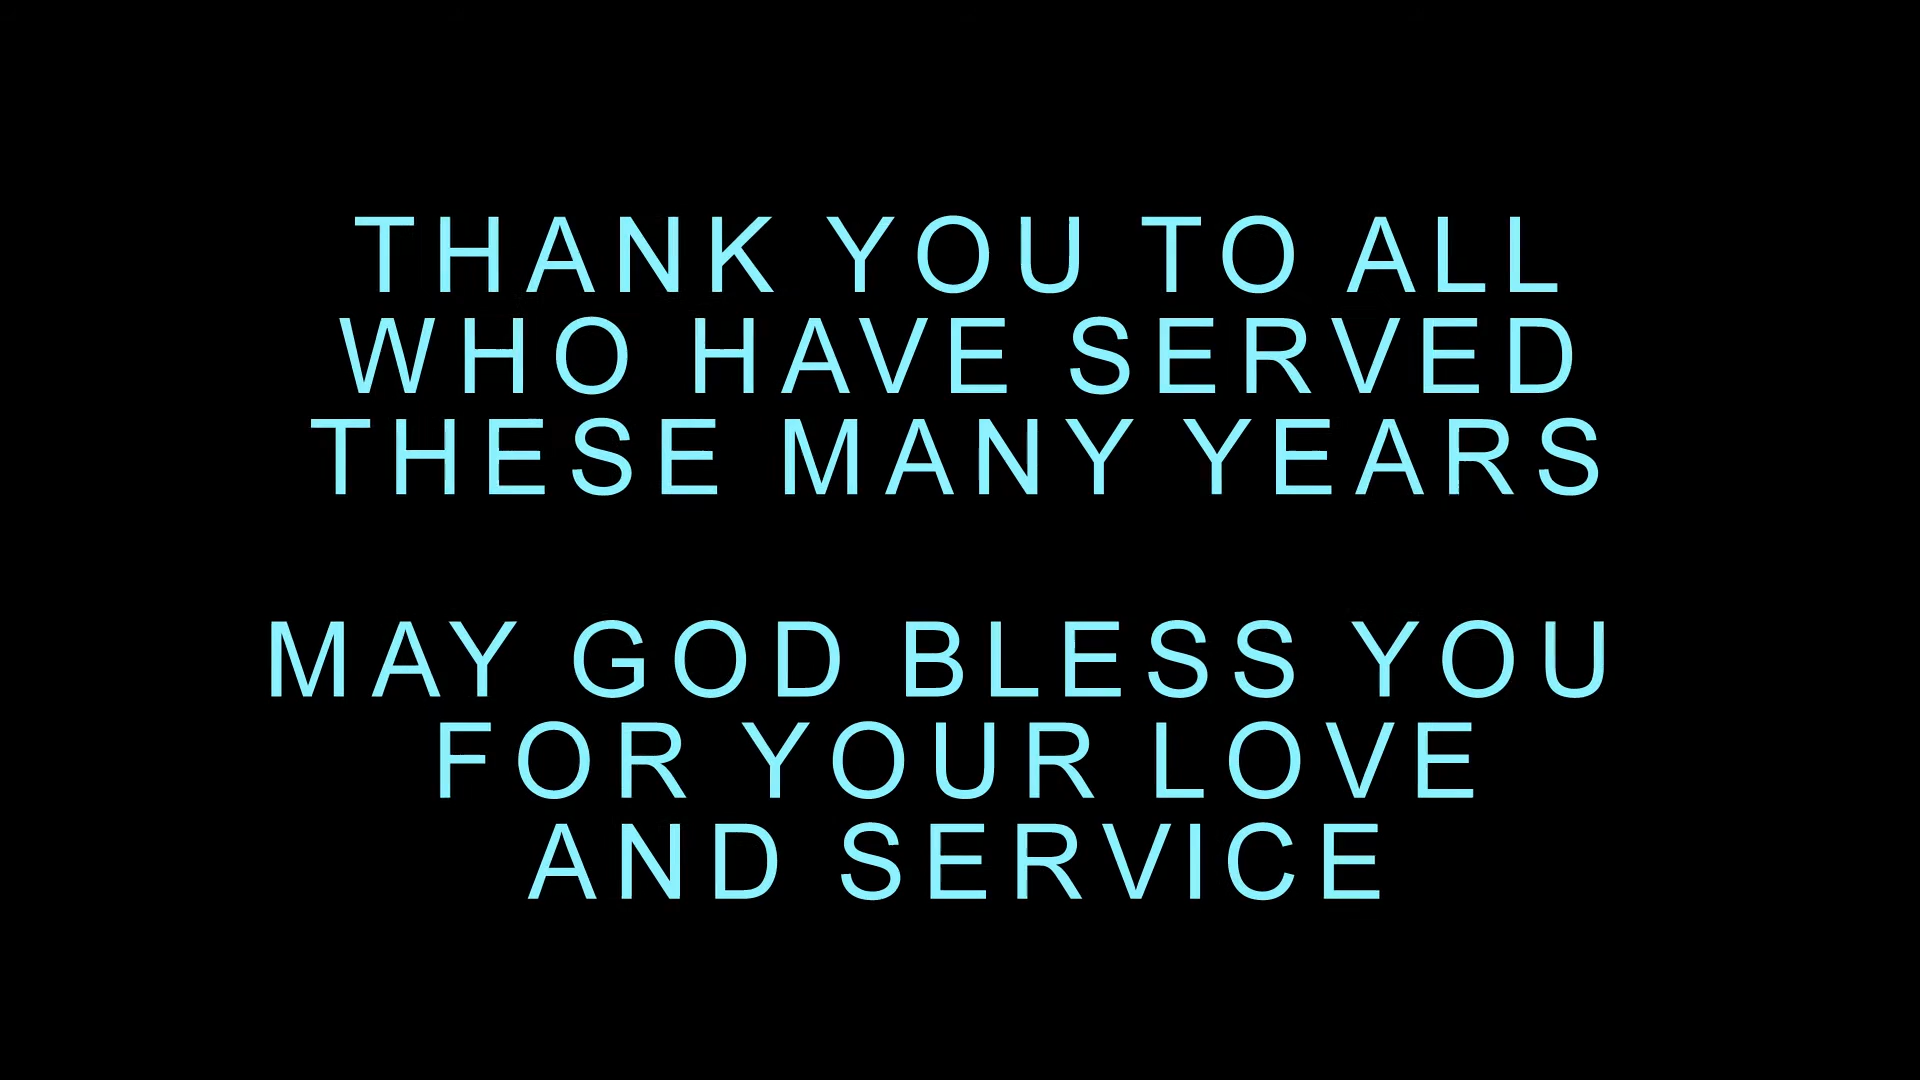 THANK YOU TO ALL
WHO HAVE SERVED
THESE MANY YEARS
MAY GOD BLESS YOU
FOR YOUR LOVE
AND SERVICE